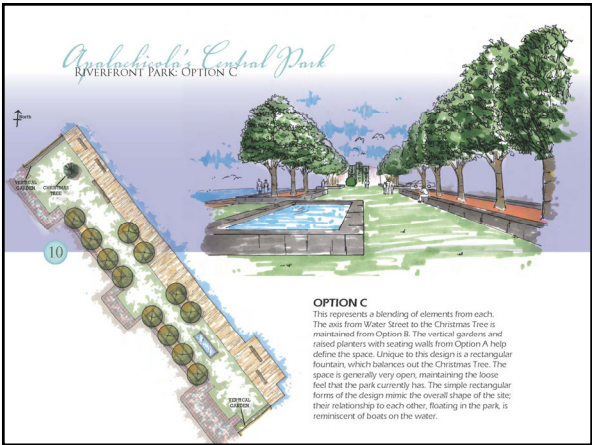 Apalachicola's Central Park
RIVERFRONT PARK: OPTION C
North
VERTICAL
GARDEN
CHRISTMAS
TREE
10
VERTICAL
GARDEN
OPTION C
This represents a blending of elements from each.
The axis from Water Street to the Christmas Tree is
maintained from Option B. The vertical gardens and
raised planters with seating walls from Option A help
define the space. Unique to this design is a rectangular
fountain, which balances out the Christmas Tree. The
space is generally very open, maintaining the loose
feel that the park currently has. The simple rectangular
forms of the design mimic the overall shape of the site;
their relationship to each other, floating in the park, is
reminiscent of boats on the water.